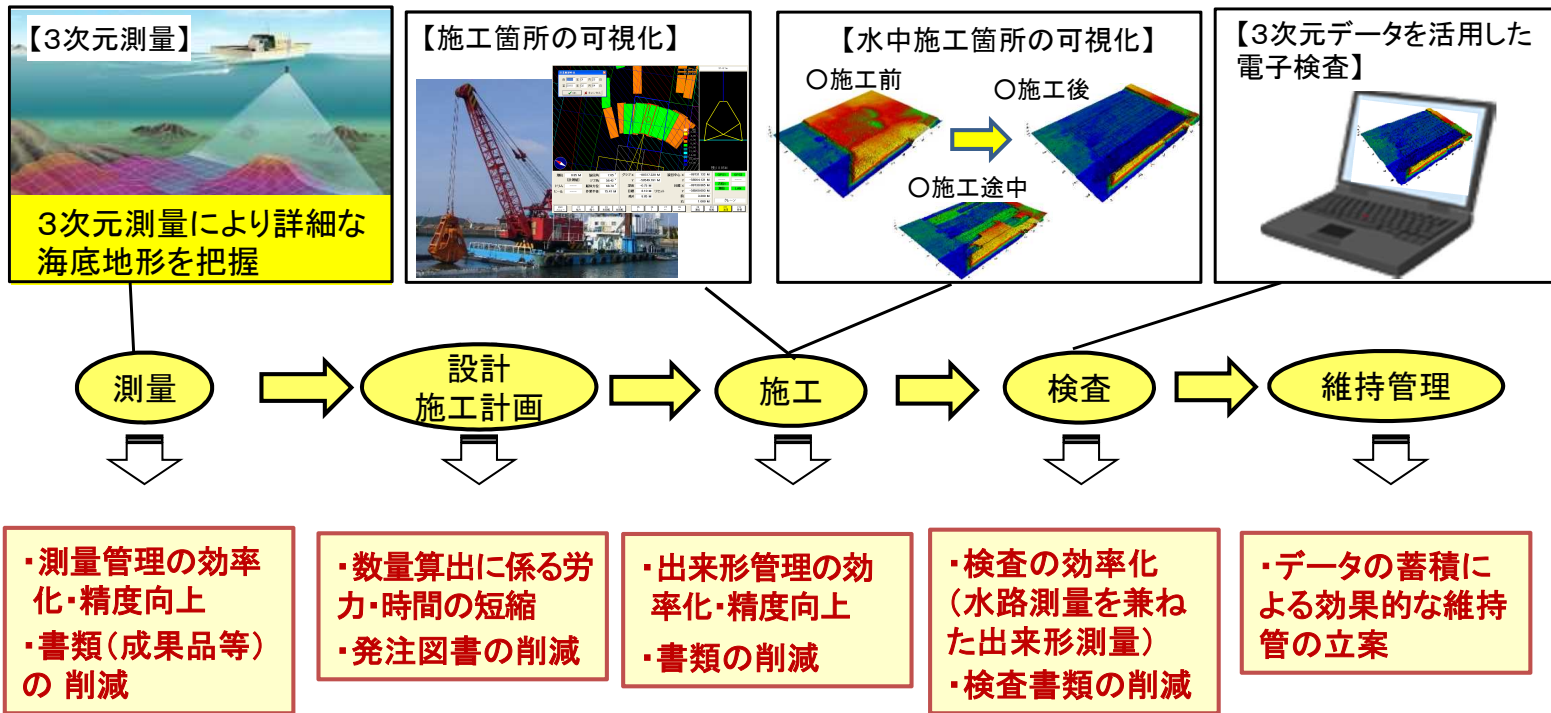 【3次元測量】
3次元測量により詳細な
海底地形を把握
【施工箇所の可視化】
【水中施工箇所の可視化】
○施工前
○施工後
○施工途中
【3次元データを活用した
電子検査】
測量
設計
施工計画
施工
検査
維持管理
・測量管理の効率
化・精度向上
・書類(成果品等)
の 削減
・数量算出に係る労
力・時間の短縮
・発注図書の削減
・出来形管理の効
率化・精度向上
・書類の削減
・検査の効率化
(水路測量を兼ね
た出来形測量)
・検査書類の削減
・データの蓄積に
よる効果的な維持
管の立案